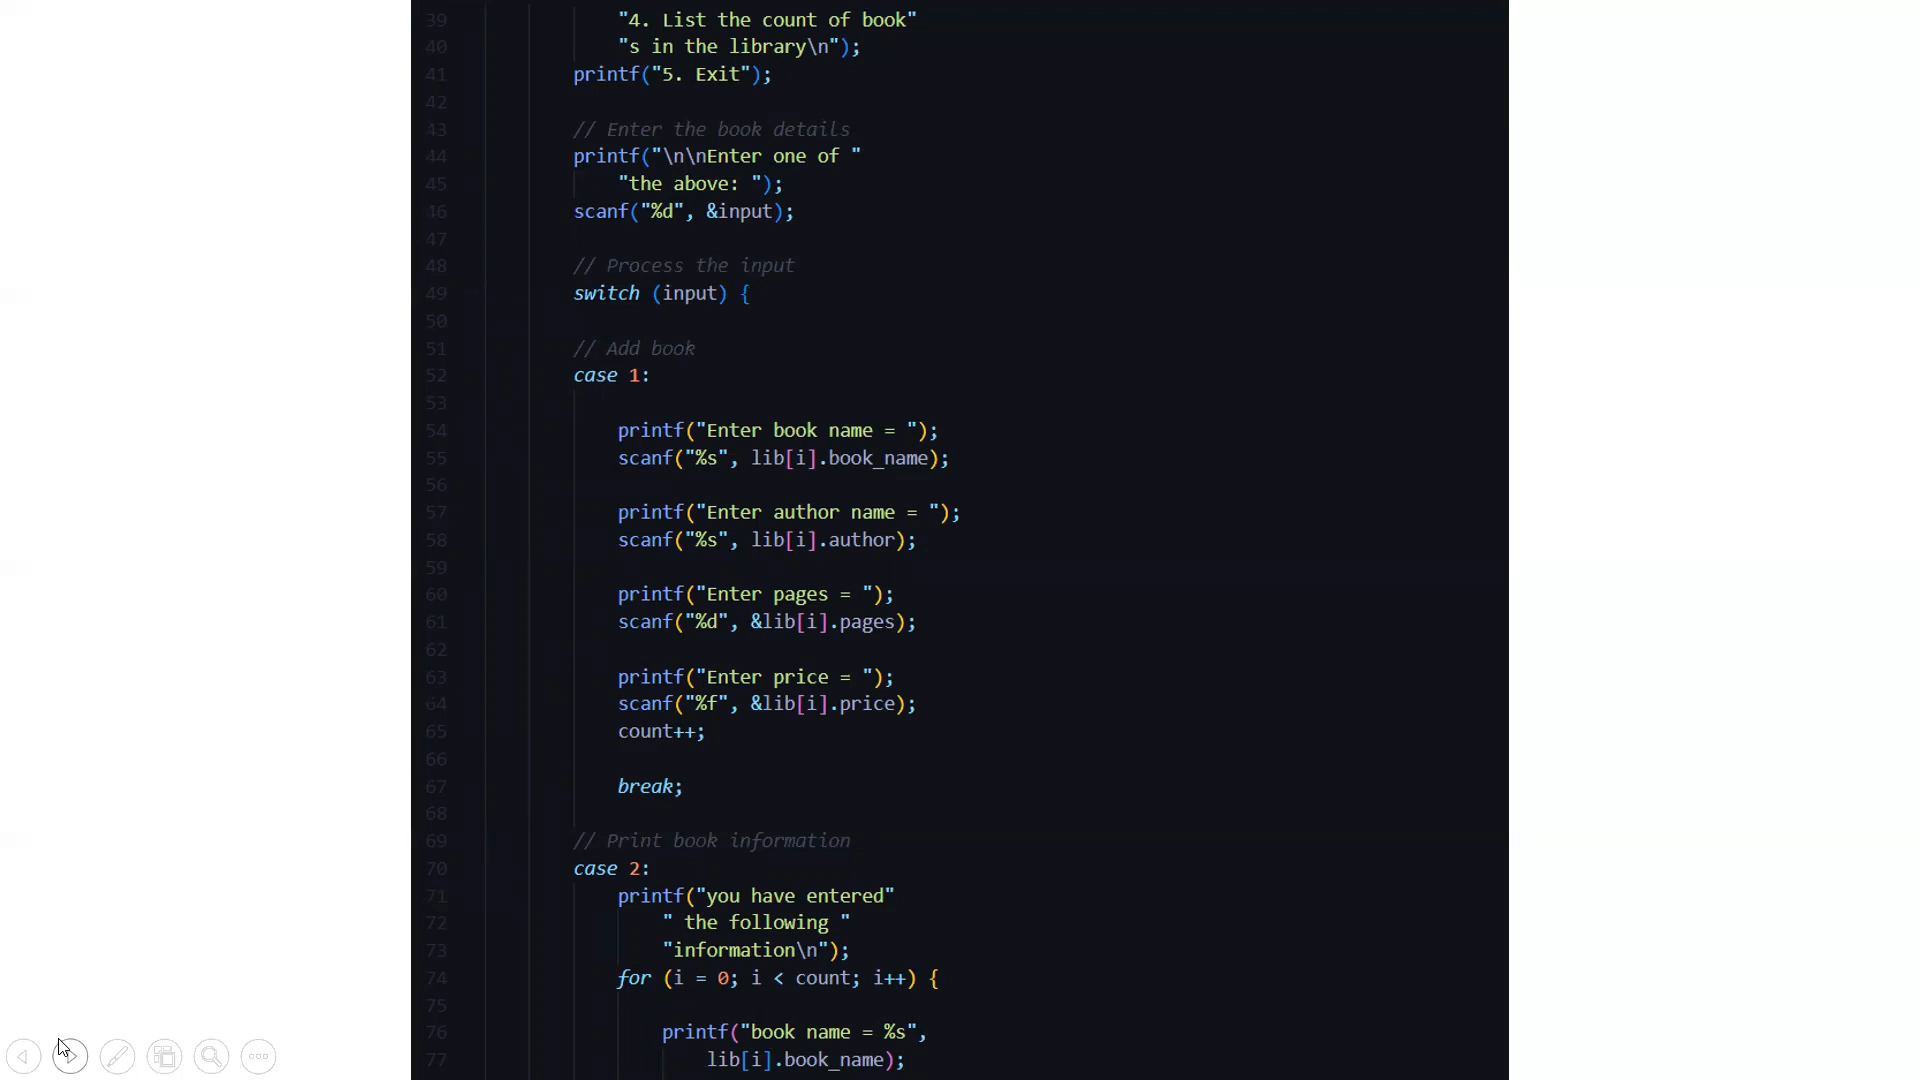 39 "4. List the count of book"
40 "s in the library\n");
41 printf("5. Exit");
42
43 // Enter the book details
44 printf("\n\nEnter one of "
45 "the above: ");
46 scanf("%d", &input);
47
48 // Process the input
49 switch (input) {
50
51 // Add book
52 case 1:
53
54 printf("Enter book name = ");
55 scanf("%s", lib[i].book_name);
56
57 printf("Enter author name = ");
58 scanf("%s", lib[i].author);
59
60 printf("Enter pages = ");
61 scanf("%d", &lib[i].pages);
62
63 printf("Enter price = ");
64 scanf("%f", &lib[i].price);
65 count++;
66
67 break;
68
69 // Print book information
70 case 2:
71 printf("you have entered"
72 " the following "
73 "information\n");
74 for (i = 0; i < count; i++) {
75
76 printf("book name = %s",
77 lib[i].book_name);